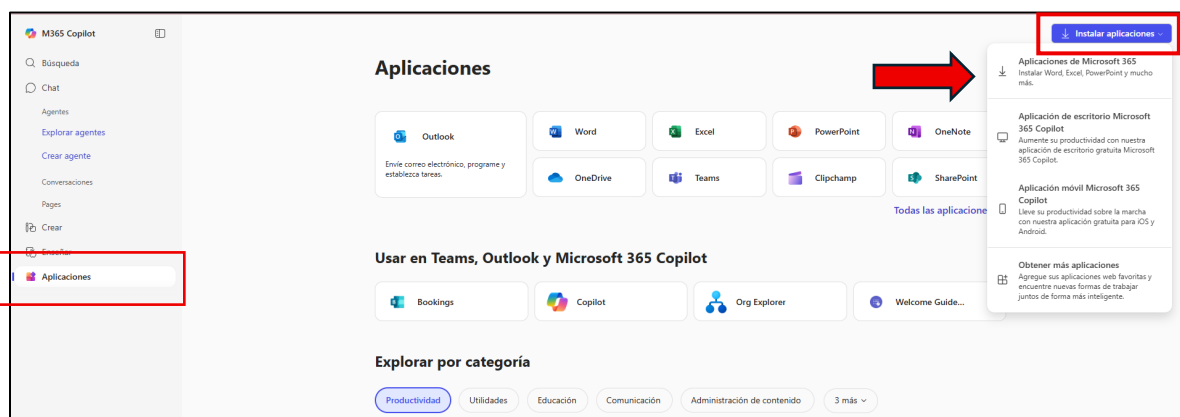 M365 Copilot
Búsqueda
Chat
Agentes
Explorar agentes
Crear agente
Conversaciones
Pages
Crear
Enseñar
Aplicaciones
Instalar aplicaciones
Aplicaciones
Outlook
Envíe correo electrónico, programe y
establezca tareas.
Word
Excel
PowerPoint
OneNote
OneDrive
Teams
Clipchamp
SharePoint
Todas las aplicacione
Usar en Teams, Outlook y Microsoft 365 Copilot
Bookings
Copilot
Org Explorer
Welcome Guide...
Explorar por categoría
Productividad
Utilidades
Educación
Comunicación
Administración de contenido
3 más
Aplicaciones de Microsoft 365
Instalar Word, Excel, PowerPoint y mucho
más.
Aplicación de escritorio Microsoft
365 Copilot
Aumente su productividad con nuestra
aplicación de escritorio gratuita Microsoft
365 Copilot.
Aplicación móvil Microsoft 365
Copilot
Lleve su productividad sobre la marcha
con nuestra aplicación gratuita para iOS y
Android.
Obtener más aplicaciones
Agregue sus aplicaciones web favoritas y
encuentre nuevas formas de trabajar
juntos de forma más inteligente.